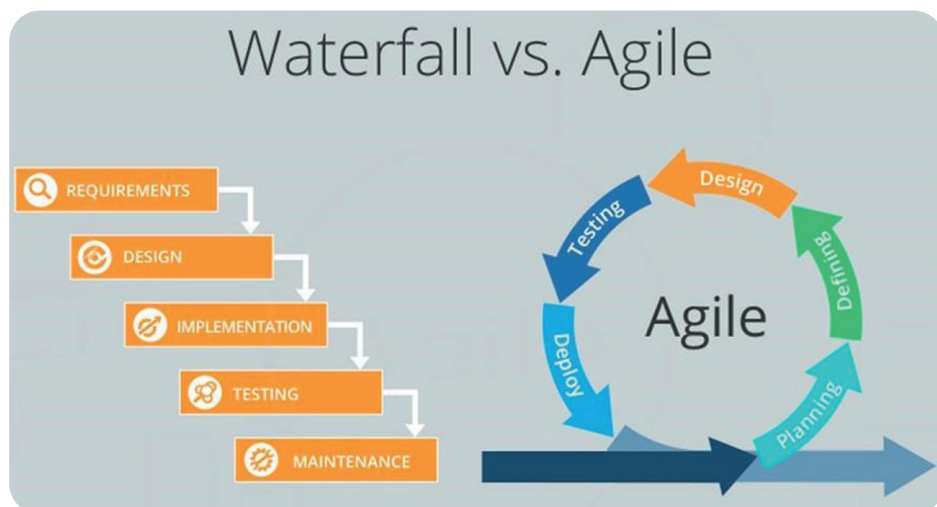 Waterfall vs. Agile
REQUIREMENTS
DESIGN
IMPLEMENTATION
TESTING
MAINTENANCE
Agile
Planning
Defining
Design
Testing
Deploy